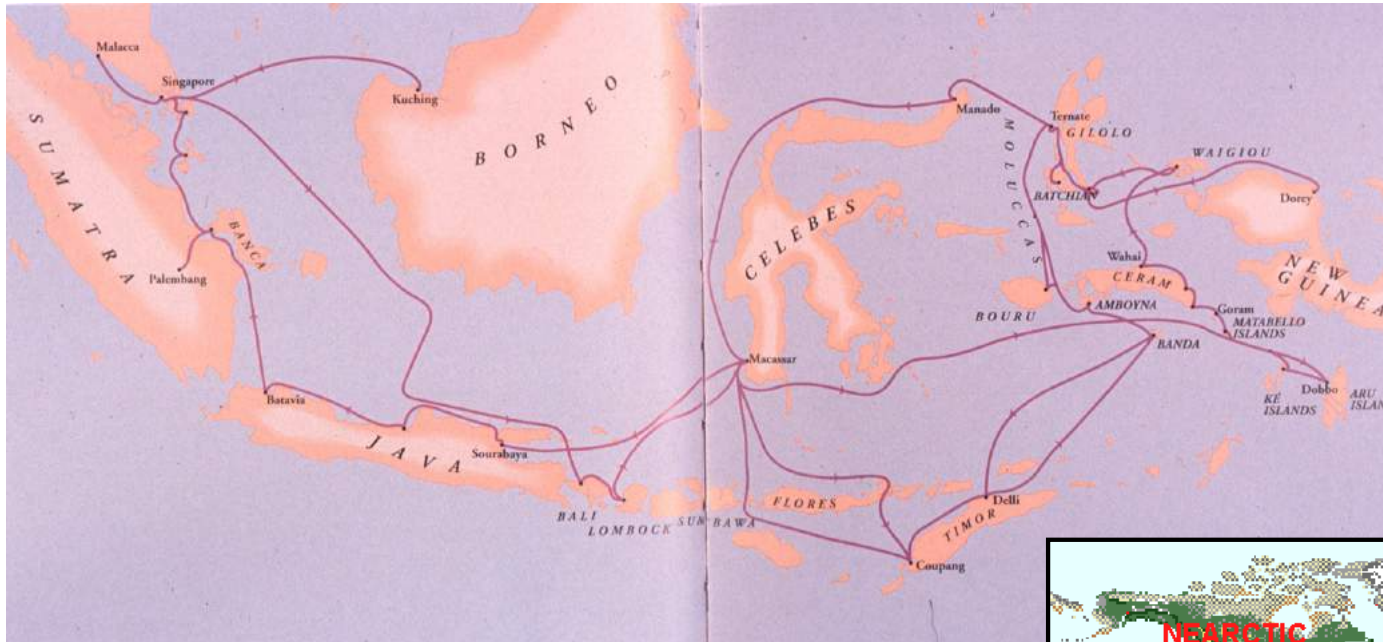 Malacca
Singapore
Kuching
BORNEO
SUMATRA
BANCA
Palembang
Batavia
JAVA
Sourabaya
BALI
LOMBOCK
SUMBAWA
Manado
Ternate
GILOLO
MOLUCCAS
WAIGIOU
BATCHIAN
Dorey
CELEBES
Wahai
CERAM
NEW
GUINEA
BOURU
AMBOYNA
Goram
MATABELLO
ISLANDS
BANDA
Macassar
KÉ
ISLANDS
Dobbo
ARU
ISLAN
FLORES
Delli
TIMOR
Coupang
NEARCTIC